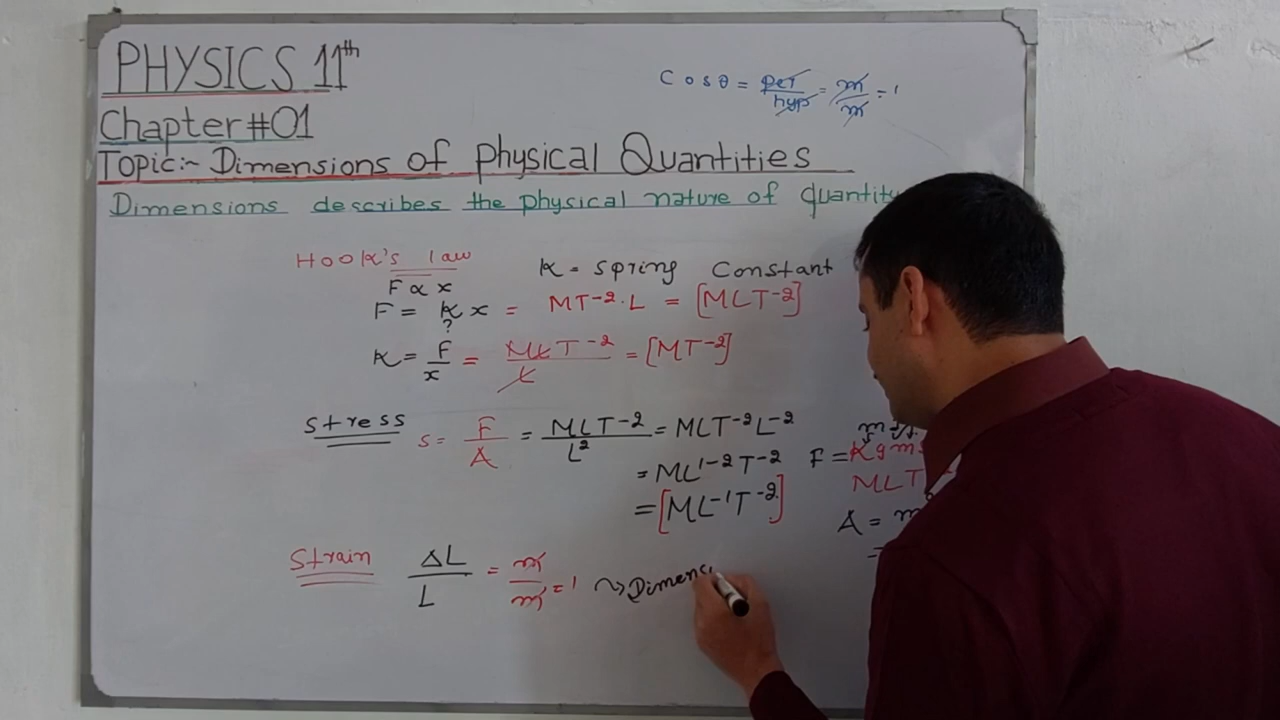 PHYSICS 11th
Cosθ = per/hyp = m/m = 1
Chapter#01
Topic:- Dimensions of Physical Quantities
Dimensions describes the physical nature of quantity
HOOK's law
K = spring Constant
F ∝ x
F = Kx = MT-2.L = [MLT-2]
?
K = F/x = MLT-2/L = [MT-2]
Stress S = F/A = MLT-2/L2 = MLT-2L-2
= ML1-2T-2
= [ML-1T-2]
F = Kgm
MLT
A = m
=
Strain ΔL/L = m/m = 1 ~> Dimens